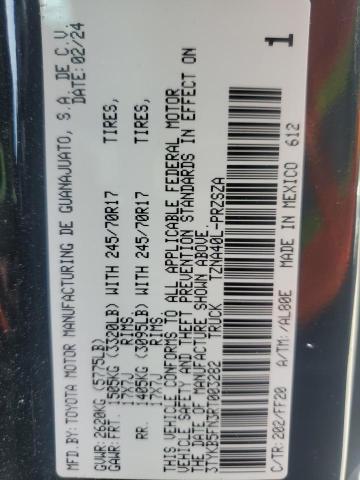 MFD.BY:TOYOTA MOTOR MANUFACTURING DE GUANAJUATO, S.A. DE C.V.
DATE: 02/24
GVWR:2620KG (5775LB)
GAWR:FRT. 1505KG (3320LB) WITH 245/70R17 TIRES,
17X7J RIMS,
RR. 1405KG (3095LB) WITH 245/70R17 TIRES,
17X7J RIMS,
THIS VEHICLE CONFORMS TO ALL APPLICABLE FEDERAL MOTOR
VEHICLE SAFETY AND THEFT PREVENTION STANDARDS IN EFFECT ON
THE DATE OF MANUFACTURE SHOWN ABOVE.
3TYKB5FN3RT003282 TRUCK TZNA40L-PRZSZA
C/TR:202/FF20 A/TM:/AL80E MADE IN MEXICO 612
1